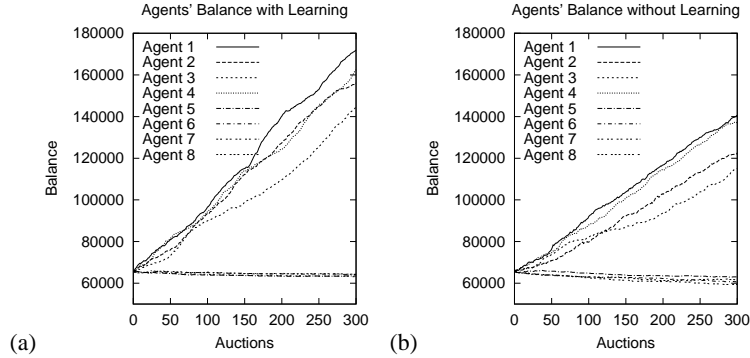 Agents' Balance with Learning
180000
160000
140000
120000
100000
80000
60000
Balance
Agent 1
Agent 2
Agent 3
Agent 4
Agent 5
Agent 6
Agent 7
Agent 8
0 50 100 150 200 250 300
Auctions
(a)
Agents' Balance without Learning
180000
160000
140000
120000
100000
80000
60000
Balance
Agent 1
Agent 2
Agent 3
Agent 4
Agent 5
Agent 6
Agent 7
Agent 8
0 50 100 150 200 250 300
Auctions
(b)